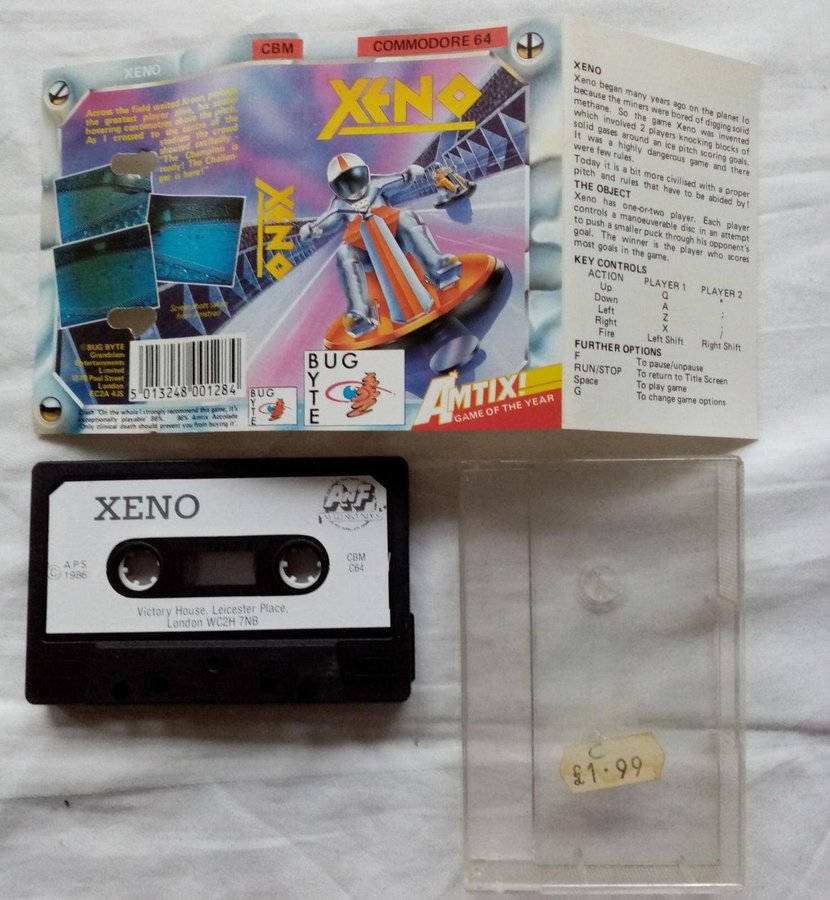 XENO
CBM
COMMODORE 64
Across the field waited Kreon, perhaps
the greatest player alive, his skater
hovering centimetres above the pitch.
As I crossed to the centre of the
stadium the crowd
shouted excitedly -
"The Champion is
ready! The Challen-
ger is here!"
XENO
XENO
Screen shots taken
from Amstrad
©BUG BYTE
Grandslam
Entertainments
Limited
12-18 Paul Street
London
EC2A 4JS
5 013248 001284
BUG
BYTE
BUG
BYTE
AMTIX!
GAME OF THE YEAR
Crash "On the whole I strongly recommend this game, it's
exceptionally playable" 86%. 96% Amtix Accolade
"Only clinical death should prevent you from buying it".
XENO
Xeno began many years ago on the planet Io
because the miners were bored of digging solid
methane. So the game Xeno was invented
which involved 2 players knocking blocks of
solid gases around an ice pitch scoring goals.
It was a highly dangerous game and there
were few rules.
Today it is a bit more civilised with a proper
pitch and rules that have to be abided by!
THE OBJECT
Xeno has one-or-two player. Each player
controls a manoeuverable disc in an attempt
to push a smaller puck through his opponent's
goal. The winner is the player who scores
most goals in the game.
KEY CONTROLS
ACTION PLAYER 1 PLAYER 2
Up Q *
Down A ;
Left Z ,
Right X /
Fire Left Shift Right Shift
FURTHER OPTIONS
F To pause/unpause
RUN/STOP To return to Title Screen
Space To play game
G To change game options
XENO
ANF
© A.P.S.
1986
CBM
C64
Victory House, Leicester Place,
London WC2H 7NB
C
£1.99